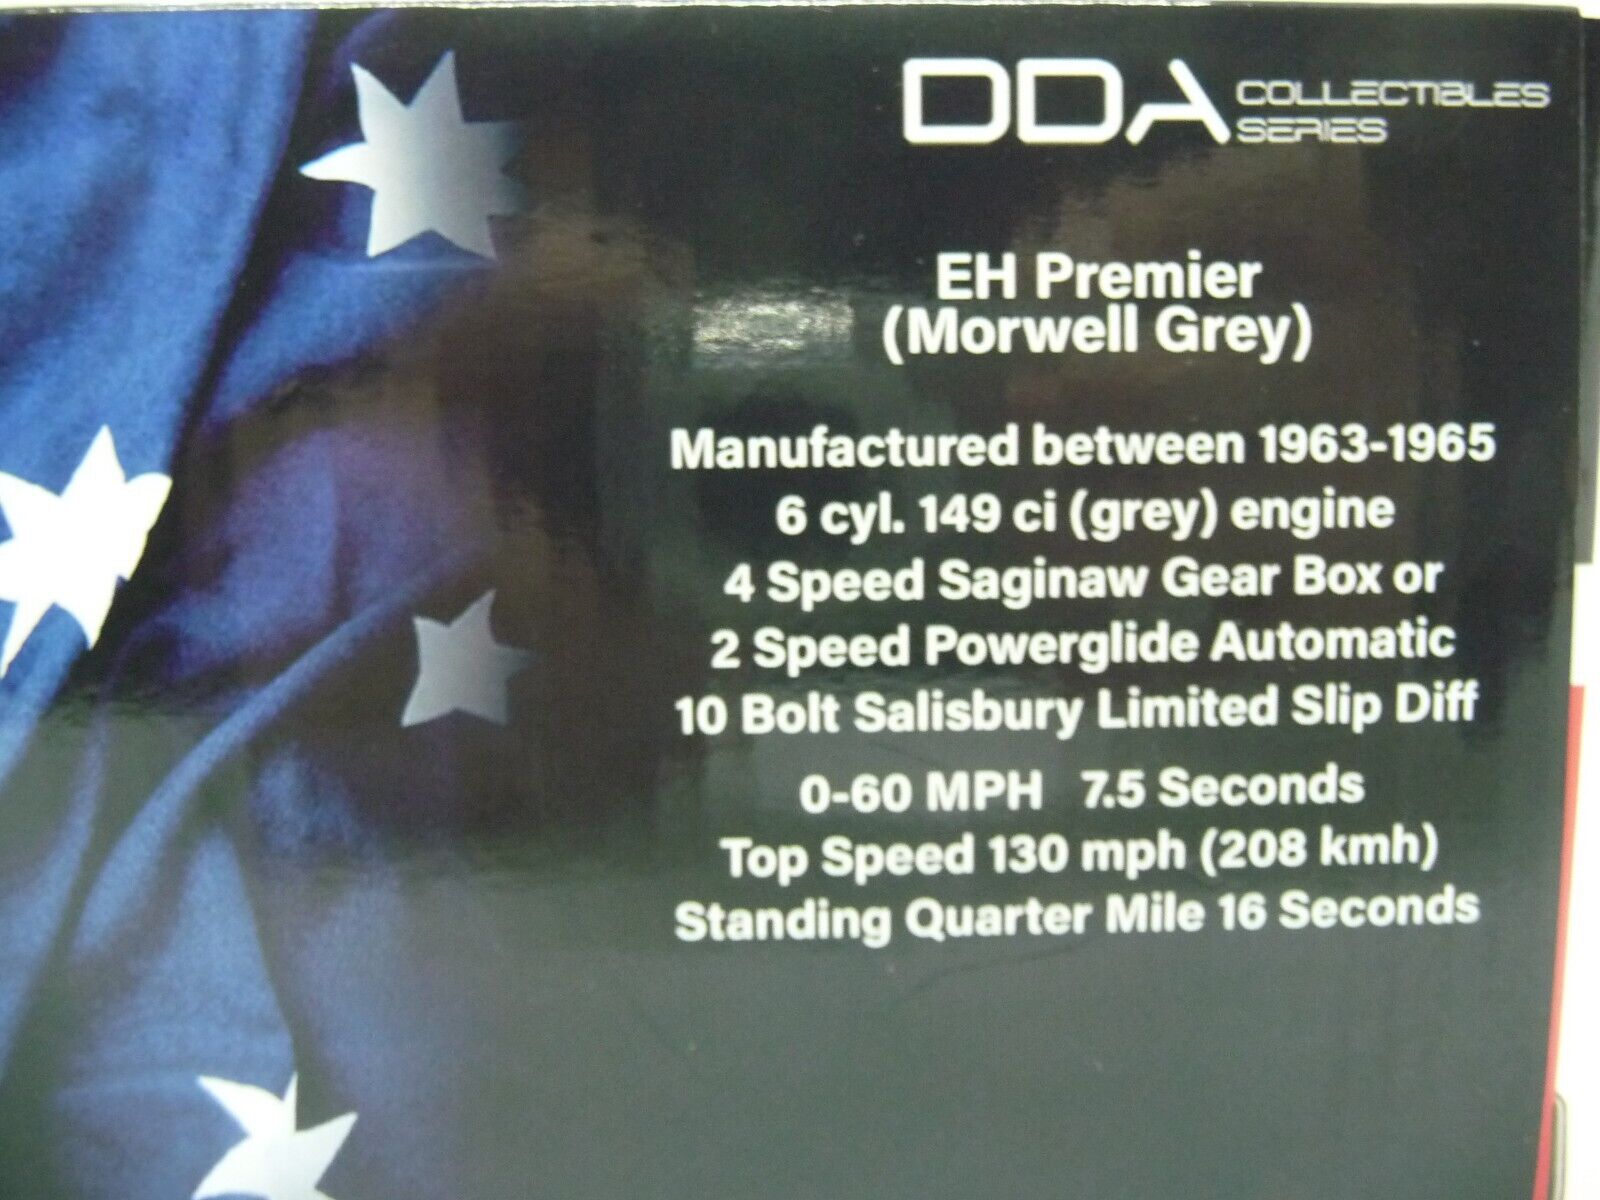 DDA COLLECTIBLES
SERIES
EH Premier
(Morwell Grey)
Manufactured between 1963-1965
6 cyl. 149 ci (grey) engine
4 Speed Saginaw Gear Box or
2 Speed Powerglide Automatic
10 Bolt Salisbury Limited Slip Diff
0-60 MPH 7.5 Seconds
Top Speed 130 mph (208 kmh)
Standing Quarter Mile 16 Seconds